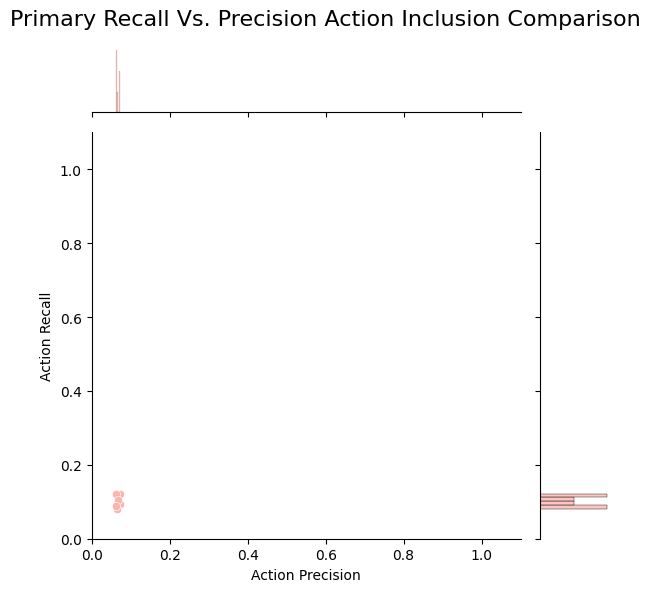 Primary Recall Vs. Precision Action Inclusion Comparison
1.0
0.8
0.6
0.4
0.2
0.0
Action Recall
0.0 0.2 0.4 0.6 0.8 1.0
Action Precision